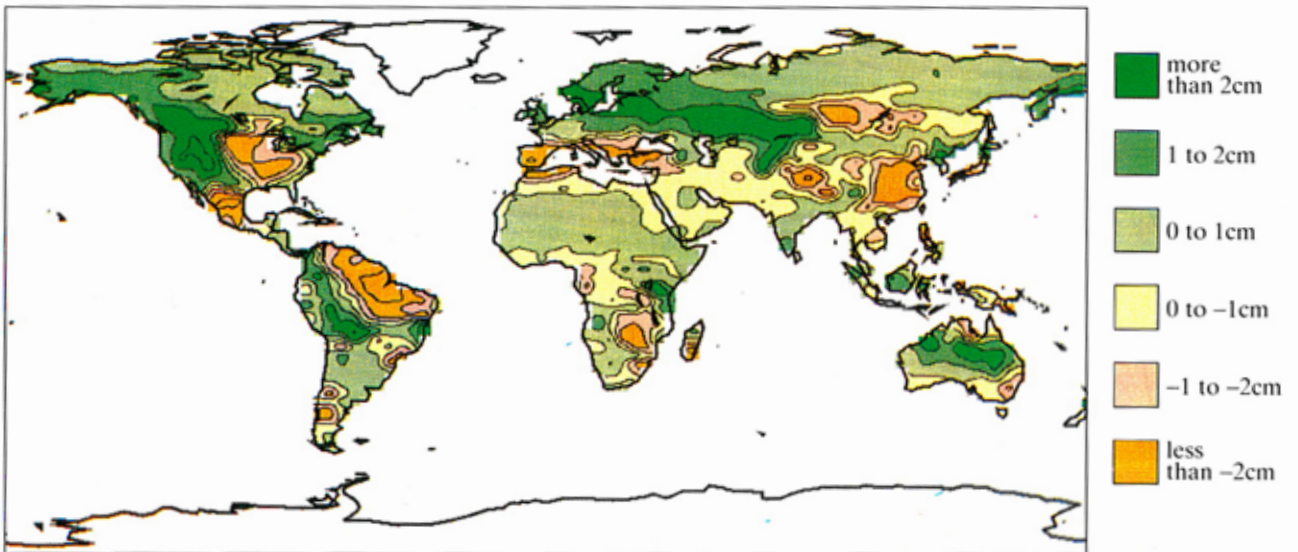 more
than 2cm
1 to 2cm
0 to 1cm
0 to –1cm
–1 to –2cm
less
than –2cm